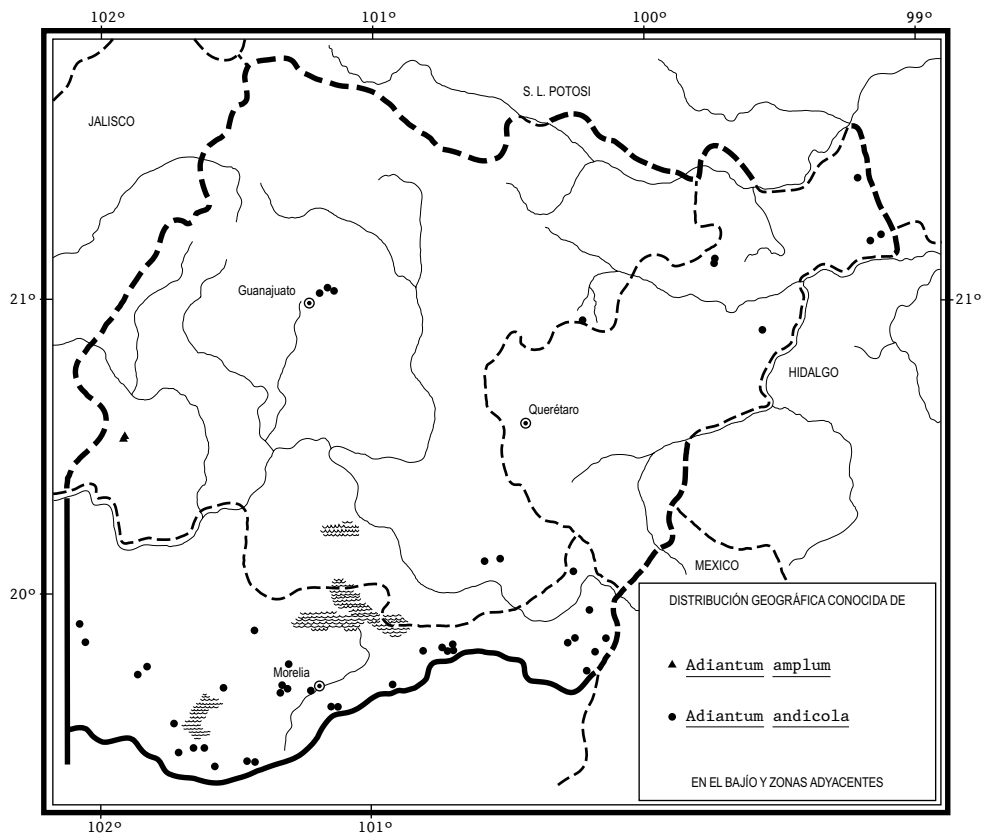 102º 101º 100º 99º
S. L. POTOSI
JALISCO
Guanajuato
21º 21º
HIDALGO
Querétaro
MEXICO
20º
DISTRIBUCIÓN GEOGRÁFICA CONOCIDA DE
Adiantum amplum
Morelia
Adiantum andicola
EN EL BAJÍO Y ZONAS ADYACENTES
102º 101º